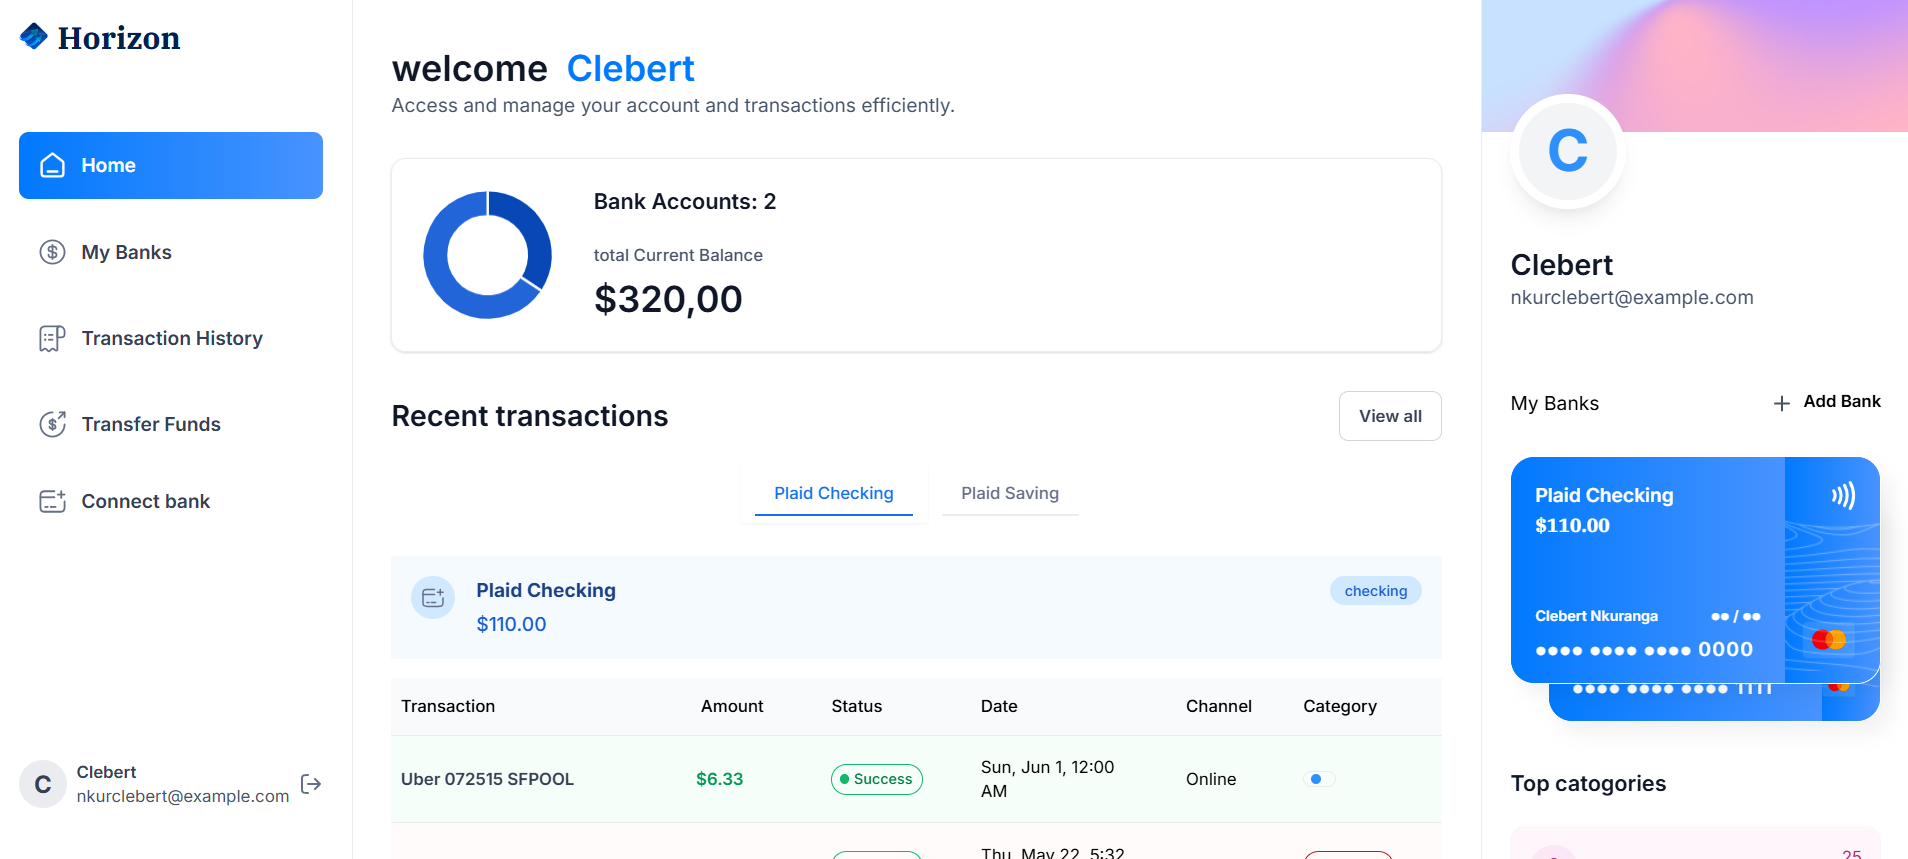 Horizon
Home
My Banks
Transaction History
Transfer Funds
Connect bank
C
Clebert
nkurclebert@example.com
welcome Clebert
Access and manage your account and transactions efficiently.
Bank Accounts: 2
total Current Balance
$320,00
Recent transactions
View all
Plaid Checking
Plaid Saving
Plaid Checking
$110.00
checking
Transaction Amount Status Date Channel Category
Uber 072515 SFPOOL $6.33 Success Sun, Jun 1, 12:00 AM Online
Thu, May 22, 5:32
C
Clebert
nkurclebert@example.com
My Banks
+ Add Bank
Plaid Checking
$110.00
Clebert Nkuranga ●● / ●●
●●●● ●●●● ●●●● 0000
●●●● ●●●● ●●●● 1111
Top catogories
25